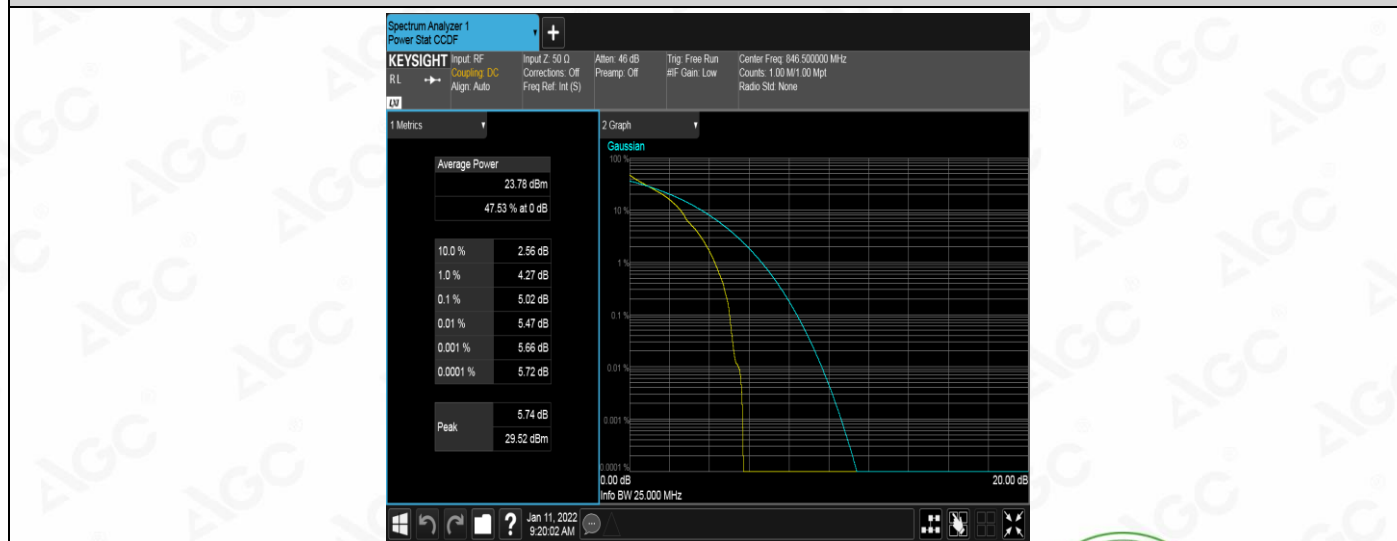 Spectrum Analyzer 1
Power Stat CCDF
+
KEYSIGHT
RL
LXI
Input: RF
Coupling: DC
Align: Auto
Input Z: 50 Ω
Corrections: Off
Freq Ref: Int (S)
Atten: 46 dB
Preamp: Off
Trig: Free Run
#IF Gain: Low
Center Freq: 846.500000 MHz
Counts: 1.00 M/1.00 Mpt
Radio Std: None
1 Metrics
Average Power
23.78 dBm
47.53 % at 0 dB
10.0 % 2.56 dB
1.0 % 4.27 dB
0.1 % 5.02 dB
0.01 % 5.47 dB
0.001 % 5.66 dB
0.0001 % 5.72 dB
Peak
5.74 dB
29.52 dBm
2 Graph
Gaussian
100 %
10 %
1 %
0.1 %
0.01 %
0.001 %
0.0001 %
0.00 dB 20.00 dB
Info BW 25.000 MHz
?
Jan 11, 2022
9:20:02 AM
AGC